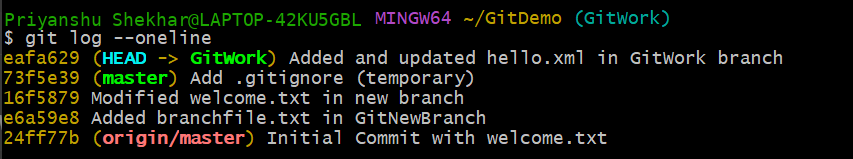 Priyanshu Shekhar@LAPTOP-42KU5GBL MINGW64 ~/GitDemo (GitWork)
$ git log --oneline
eafa629 (HEAD -> GitWork) Added and updated hello.xml in GitWork branch
73f5e39 (master) Add .gitignore (temporary)
16f5879 Modified welcome.txt in new branch
e6a59e8 Added branchfile.txt in GitNewBranch
24ff77b (origin/master) Initial Commit with welcome.txt